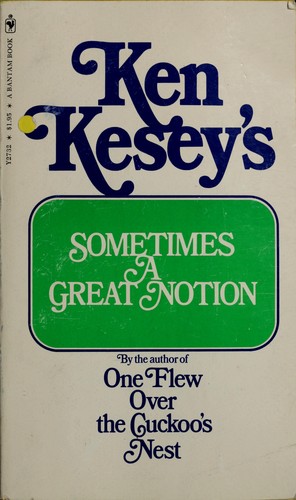 Ken
Kesey's
SOMETIMES
A
GREAT NOTION
By the author of
One Flew
Over
the Cuckoo's
Nest
Y2732 ★ $1.95 ★ A BANTAM BOOK